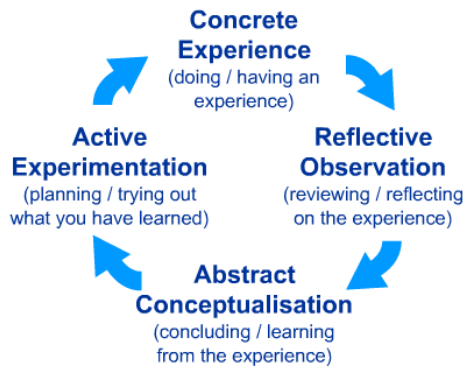 Concrete
Experience
(doing / having an
experience)
Reflective
Observation
(reviewing / reflecting
on the experience)
Abstract
Conceptualisation
(concluding / learning
from the experience)
Active
Experimentation
(planning / trying out
what you have learned)